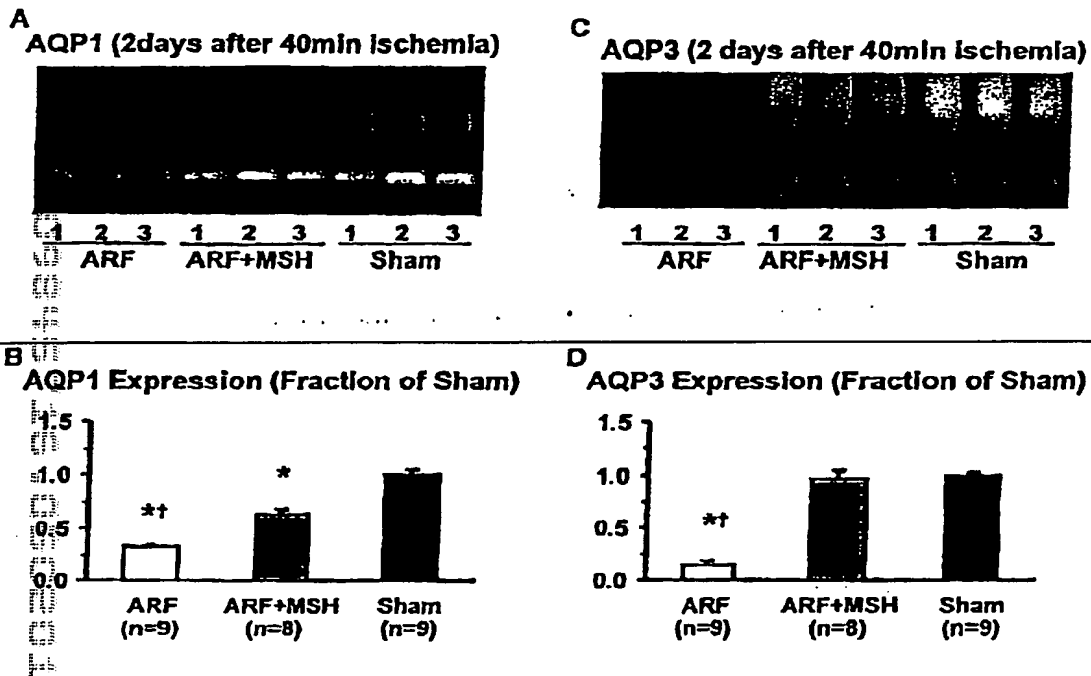 A
AQP1 (2days after 40min ischemia)
1 2 3 1 2 3 1 2 3
ARF ARF+MSH Sham
C
AQP3 (2 days after 40min ischemia)
1 2 3 1 2 3 1 2 3
ARF ARF+MSH Sham
B
AQP1 Expression (Fraction of Sham)
1.5
1.0
0.5
0.0
*†
*
ARF ARF+MSH Sham
(n=9) (n=8) (n=9)
D
AQP3 Expression (Fraction of Sham)
1.5
1.0
0.5
0.0
*†
ARF ARF+MSH Sham
(n=9) (n=8) (n=9)